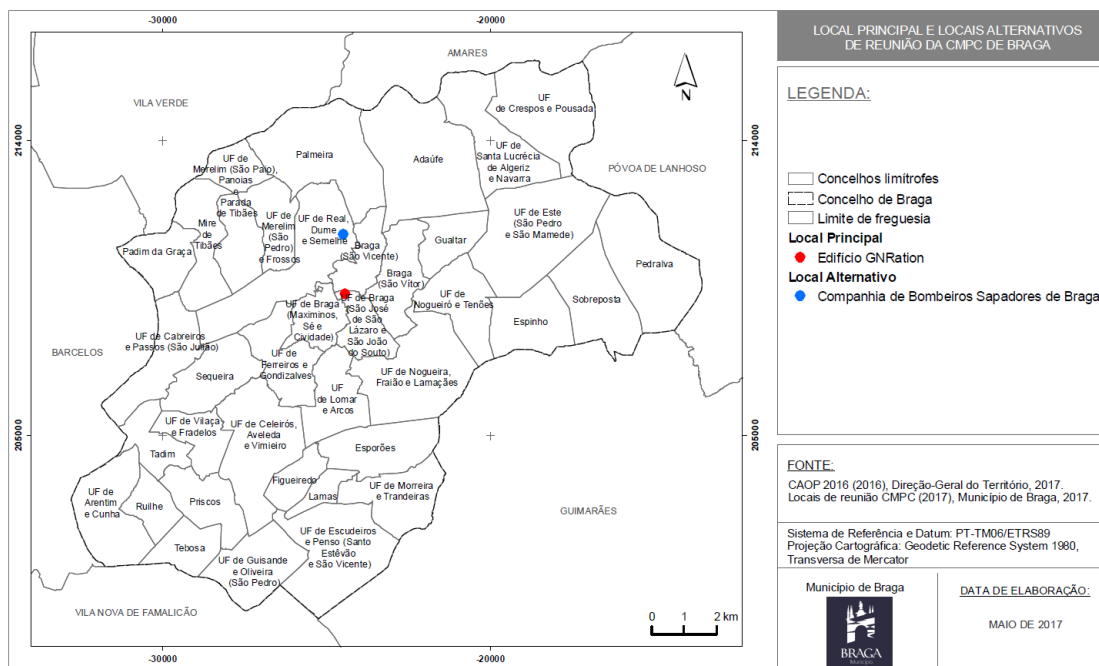 -30000
-20000
LOCAL PRINCIPAL E LOCAIS ALTERNATIVOS
DE REUNIÃO DA CMPC DE BRAGA
AMARES
VILA VERDE
N
UF
de Crespos e Pousada
214000
214000
Palmeira
Adaúfe
UF de
Santa Lucrécia
de Algeriz
e Navarra
PÓVOA DE LANHOSO
UF de
Merelim (São Paio),
Panoias
e
Parada
de Tibães
Mire
de
Tibães
UF de
Merelim
(São
Pedro)
e Frossos
UF de Real,
Dume
e Semelhe
UF de Este
(São Pedro
e São Mamede)
Padim da Graça
Braga
(São Vicente)
Gualtar
Pedralva
Braga
(São Vítor)
UF de
Nogueiró e Tenões
Sobreposta
Espinho
UF de Braga
(Maximinos,
Sé e
Cividade)
UF de Braga
(São José
de São
Lázaro e
São João
do Souto)
UF de Cabreiros
e Passos (São Julião)
BARCELOS
UF de
Ferreiros e
Gondizalves
Sequeira
UF de Nogueira,
Fraião e Lamaçães
UF
de Lomar
e Arcos
UF de Vilaça
e Fradelos
UF de Celeirós,
Aveleda
e Vimieiro
205000
205000
Esporões
Tadim
Figueiredo
Lamas
UF de Morreira
e Trandeiras
UF de
Arentim
e Cunha
Ruilhe
Priscos
GUIMARÃES
UF de Escudeiros
e Penso (Santo
Estêvão
e São Vicente)
Tebosa
UF de Guisande
e Oliveira
(São Pedro)
VILA NOVA DE FAMALICÃO
0 1 2 km
-30000
-20000
LEGENDA:
Concelhos limítrofes
Concelho de Braga
Limite de freguesia
Local Principal
Edifício GNRation
Local Alternativo
Companhia de Bombeiros Sapadores de Braga
FONTE:
CAOP 2016 (2016), Direção-Geral do Território, 2017.
Locais de reunião CMPC (2017), Município de Braga, 2017.
Sistema de Referência e Datum: PT-TM06/ETRS89
Projeção Cartográfica: Geodetic Reference System 1980,
Transversa de Mercator
Município de Braga
BRAGA
Município
DATA DE ELABORAÇÃO:
MAIO DE 2017